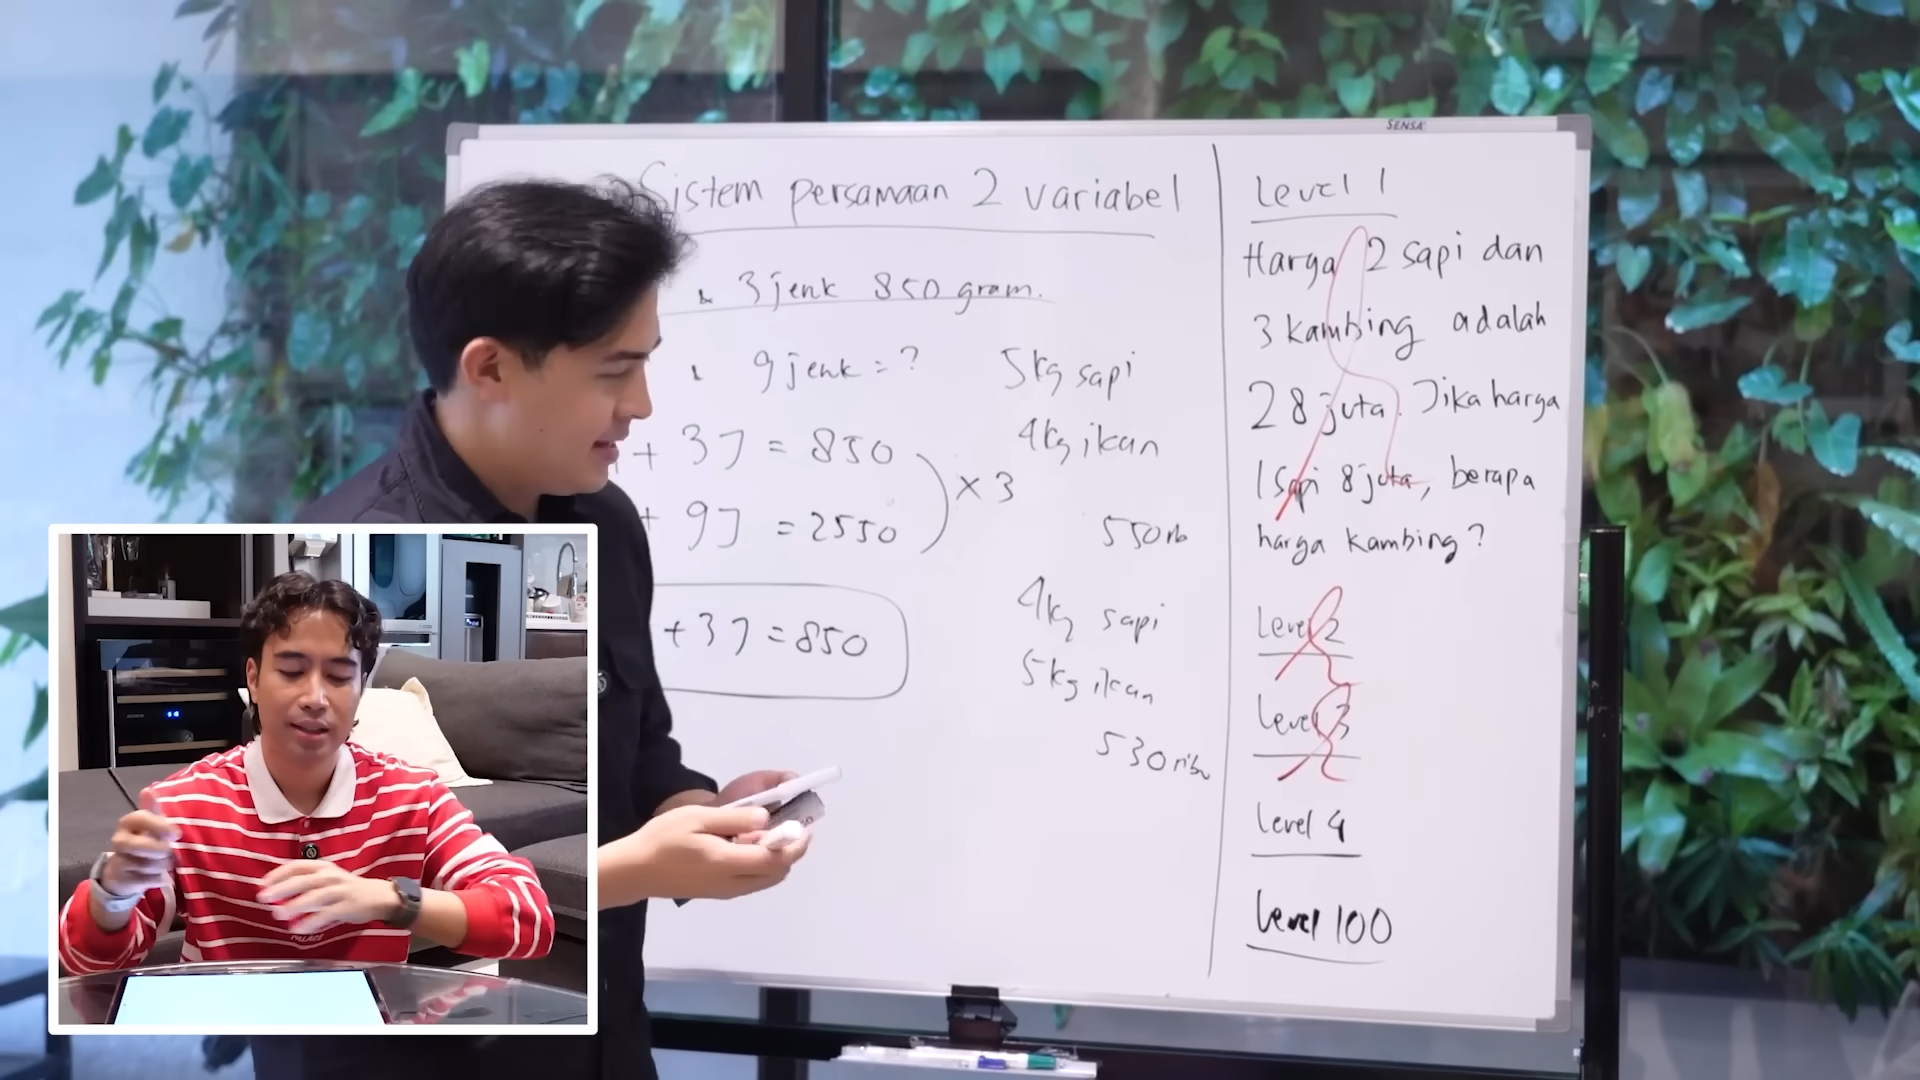 SENSA
Sistem persamaan 2 variabel
& 3 jenk 850 gram.
& 9 jenk = ?
+ 3J = 850
+ 9J = 2550
× 3
+ 3J = 850
5kg sapi
4kg ikan
550rb
4kg sapi
5kg ikan
530 ribu
Level 1
Harga 2 sapi dan
3 kambing adalah
28 juta. Jika harga
1 Sapi 8 juta, berapa
harga kambing?
Level 2
Level 3
Level 4
Level 100
PALACE